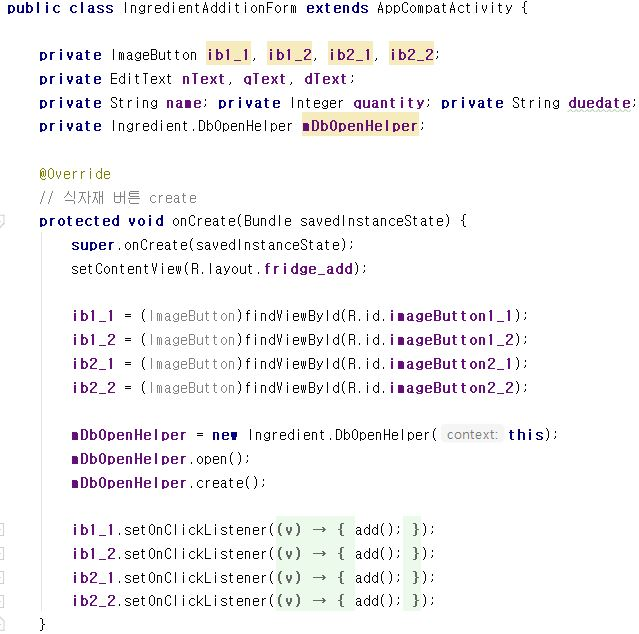 public class IngredientAdditionForm extends AppCompatActivity {
private ImageButton ib1_1, ib1_2, ib2_1, ib2_2;
private EditText nText, qText, dText;
private String name; private Integer quantity; private String duedate;
private Ingredient.DbOpenHelper mDbOpenHelper;
@Override
// 식자재 버튼 create
protected void onCreate(Bundle savedInstanceState) {
super.onCreate(savedInstanceState);
setContentView(R.layout.fridge_add);
ib1_1 = (ImageButton)findViewById(R.id.imageButton1_1);
ib1_2 = (ImageButton)findViewById(R.id.imageButton1_2);
ib2_1 = (ImageButton)findViewById(R.id.imageButton2_1);
ib2_2 = (ImageButton)findViewById(R.id.imageButton2_2);
mDbOpenHelper = new Ingredient.DbOpenHelper( context: this);
mDbOpenHelper.open();
mDbOpenHelper.create();
ib1_1.setOnClickListener((v) → { add(); });
ib1_2.setOnClickListener((v) → { add(); });
ib2_1.setOnClickListener((v) → { add(); });
ib2_2.setOnClickListener((v) → { add(); });
}